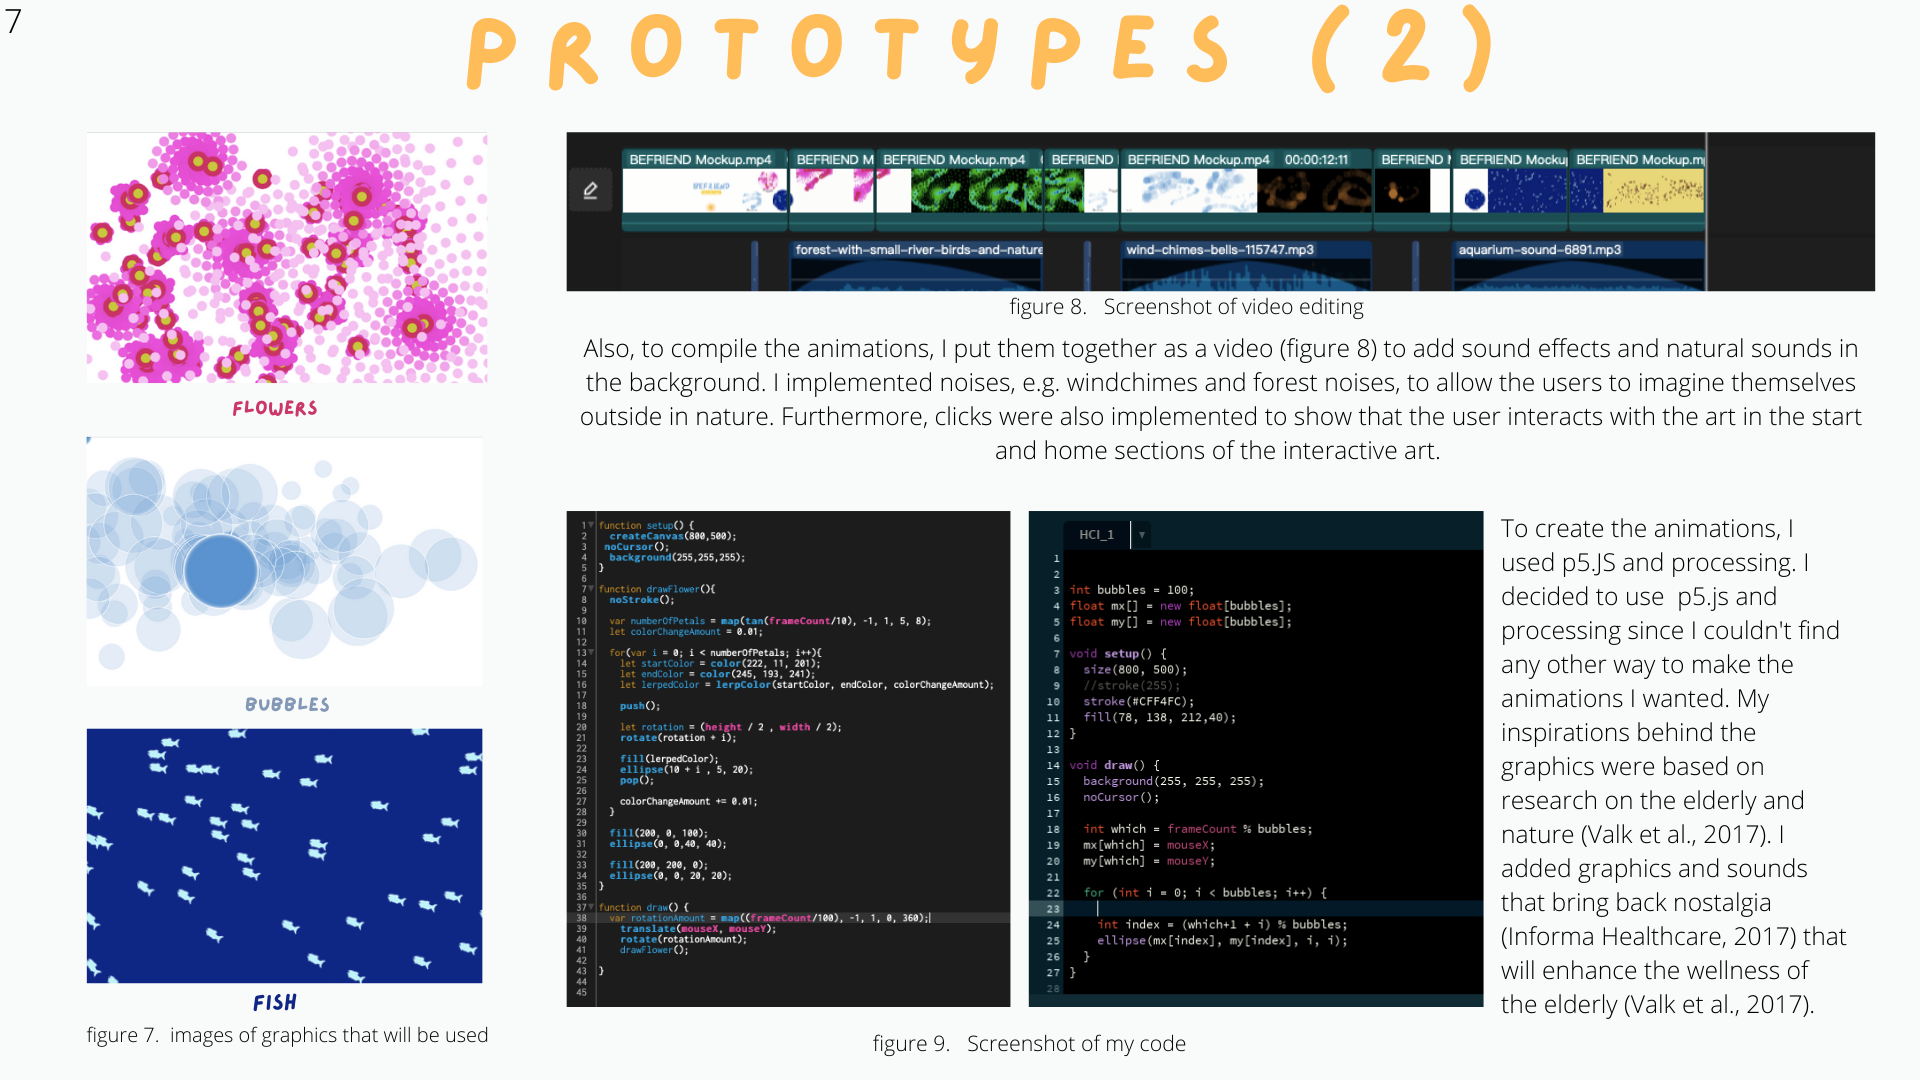 7
PROTOTYPES (2)
FLOWERS
BUBBLES
FISH
figure 7. images of graphics that will be used
BEFRIEND Mockup.mp4
BEFRIEND M
BEFRIEND Mockup.mp4
BEFRIEND
BEFRIEND Mockup.mp4 00:00:12:11
BEFRIEND
BEFRIEND Mockup
BEFRIEND Mockup.m
BEFRIEND
forest-with-small-river-birds-and-nature
wind-chimes-bells-115747.mp3
aquarium-sound-6891.mp3
figure 8. Screenshot of video editing
Also, to compile the animations, I put them together as a video (figure 8) to add sound effects and natural sounds in
the background. I implemented noises, e.g. windchimes and forest noises, to allow the users to imagine themselves
outside in nature. Furthermore, clicks were also implemented to show that the user interacts with the art in the start
and home sections of the interactive art.
1 function setup() {
2 createCanvas(800,500);
3 noCursor();
4 background(255,255,255);
5 }
6
7 function drawFlower(){
8 noStroke();
9
10 var numberOfPetals = map(tan(frameCount/10), -1, 1, 5, 8);
11 let colorChangeAmount = 0.01;
12
13 for(var i = 0; i < numberOfPetals; i++){
14 let startColor = color(222, 11, 201);
15 let endColor = color(245, 193, 241);
16 let lerpedColor = lerpColor(startColor, endColor, colorChangeAmount);
17
18 push();
19
20 let rotation = (height / 2 , width / 2);
21 rotate(rotation + i);
22
23 fill(lerpedColor);
24 ellipse(10 + i , 5, 20);
25 pop();
26
27 colorChangeAmount += 0.01;
28 }
29
30 fill(200, 0, 100);
31 ellipse(0, 0,40, 40);
32
33 fill(200, 200, 0);
34 ellipse(0, 0, 20, 20);
35 }
36
37 function draw() {
38 var rotationAmount = map((frameCount/100), -1, 1, 0, 360);
39 translate(mouseX, mouseY);
40 rotate(rotationAmount);
41 drawFlower();
42
43 }
44
45
HCI_1
1
2
3 int bubbles = 100;
4 float mx[] = new float[bubbles];
5 float my[] = new float[bubbles];
6
7 void setup() {
8 size(800, 500);
9 //stroke(255);
10 stroke(#CFF4FC);
11 fill(78, 138, 212,40);
12 }
13
14 void draw() {
15 background(255, 255, 255);
16 noCursor();
17
18 int which = frameCount % bubbles;
19 mx[which] = mouseX;
20 my[which] = mouseY;
21
22 for (int i = 0; i < bubbles; i++) {
23
24 int index = (which+1 + i) % bubbles;
25 ellipse(mx[index], my[index], i, i);
26 }
27 }
28
figure 9. Screenshot of my code
To create the animations, I
used p5.JS and processing. I
decided to use p5.js and
processing since I couldn't find
any other way to make the
animations I wanted. My
inspirations behind the
graphics were based on
research on the elderly and
nature (Valk et al., 2017). I
added graphics and sounds
that bring back nostalgia
(Informa Healthcare, 2017) that
will enhance the wellness of
the elderly (Valk et al., 2017).